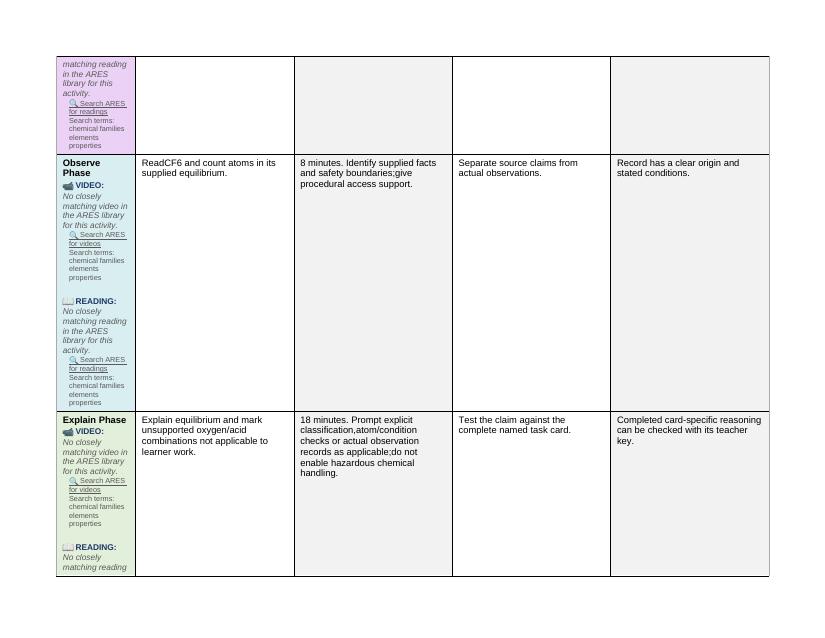 matching reading
in the ARES
library for this
activity.
🔍 Search ARES
for readings
Search terms:
chemical families
elements
properties
Observe
Phase
📹 VIDEO:
No closely
matching video in
the ARES library
for this activity.
🔍 Search ARES
for videos
Search terms:
chemical families
elements
properties
📖 READING:
No closely
matching reading
in the ARES
library for this
activity.
🔍 Search ARES
for readings
Search terms:
chemical families
elements
properties
ReadCF6 and count atoms in its
supplied equilibrium.
8 minutes. Identify supplied facts
and safety boundaries;give
procedural access support.
Separate source claims from
actual observations.
Record has a clear origin and
stated conditions.
Explain Phase
📹 VIDEO:
No closely
matching video in
the ARES library
for this activity.
🔍 Search ARES
for videos
Search terms:
chemical families
elements
properties
📖 READING:
No closely
matching reading
Explain equilibrium and mark
unsupported oxygen/acid
combinations not applicable to
learner work.
18 minutes. Prompt explicit
classification,atom/condition
checks or actual observation
records as applicable;do not
enable hazardous chemical
handling.
Test the claim against the
complete named task card.
Completed card-specific reasoning
can be checked with its teacher
key.